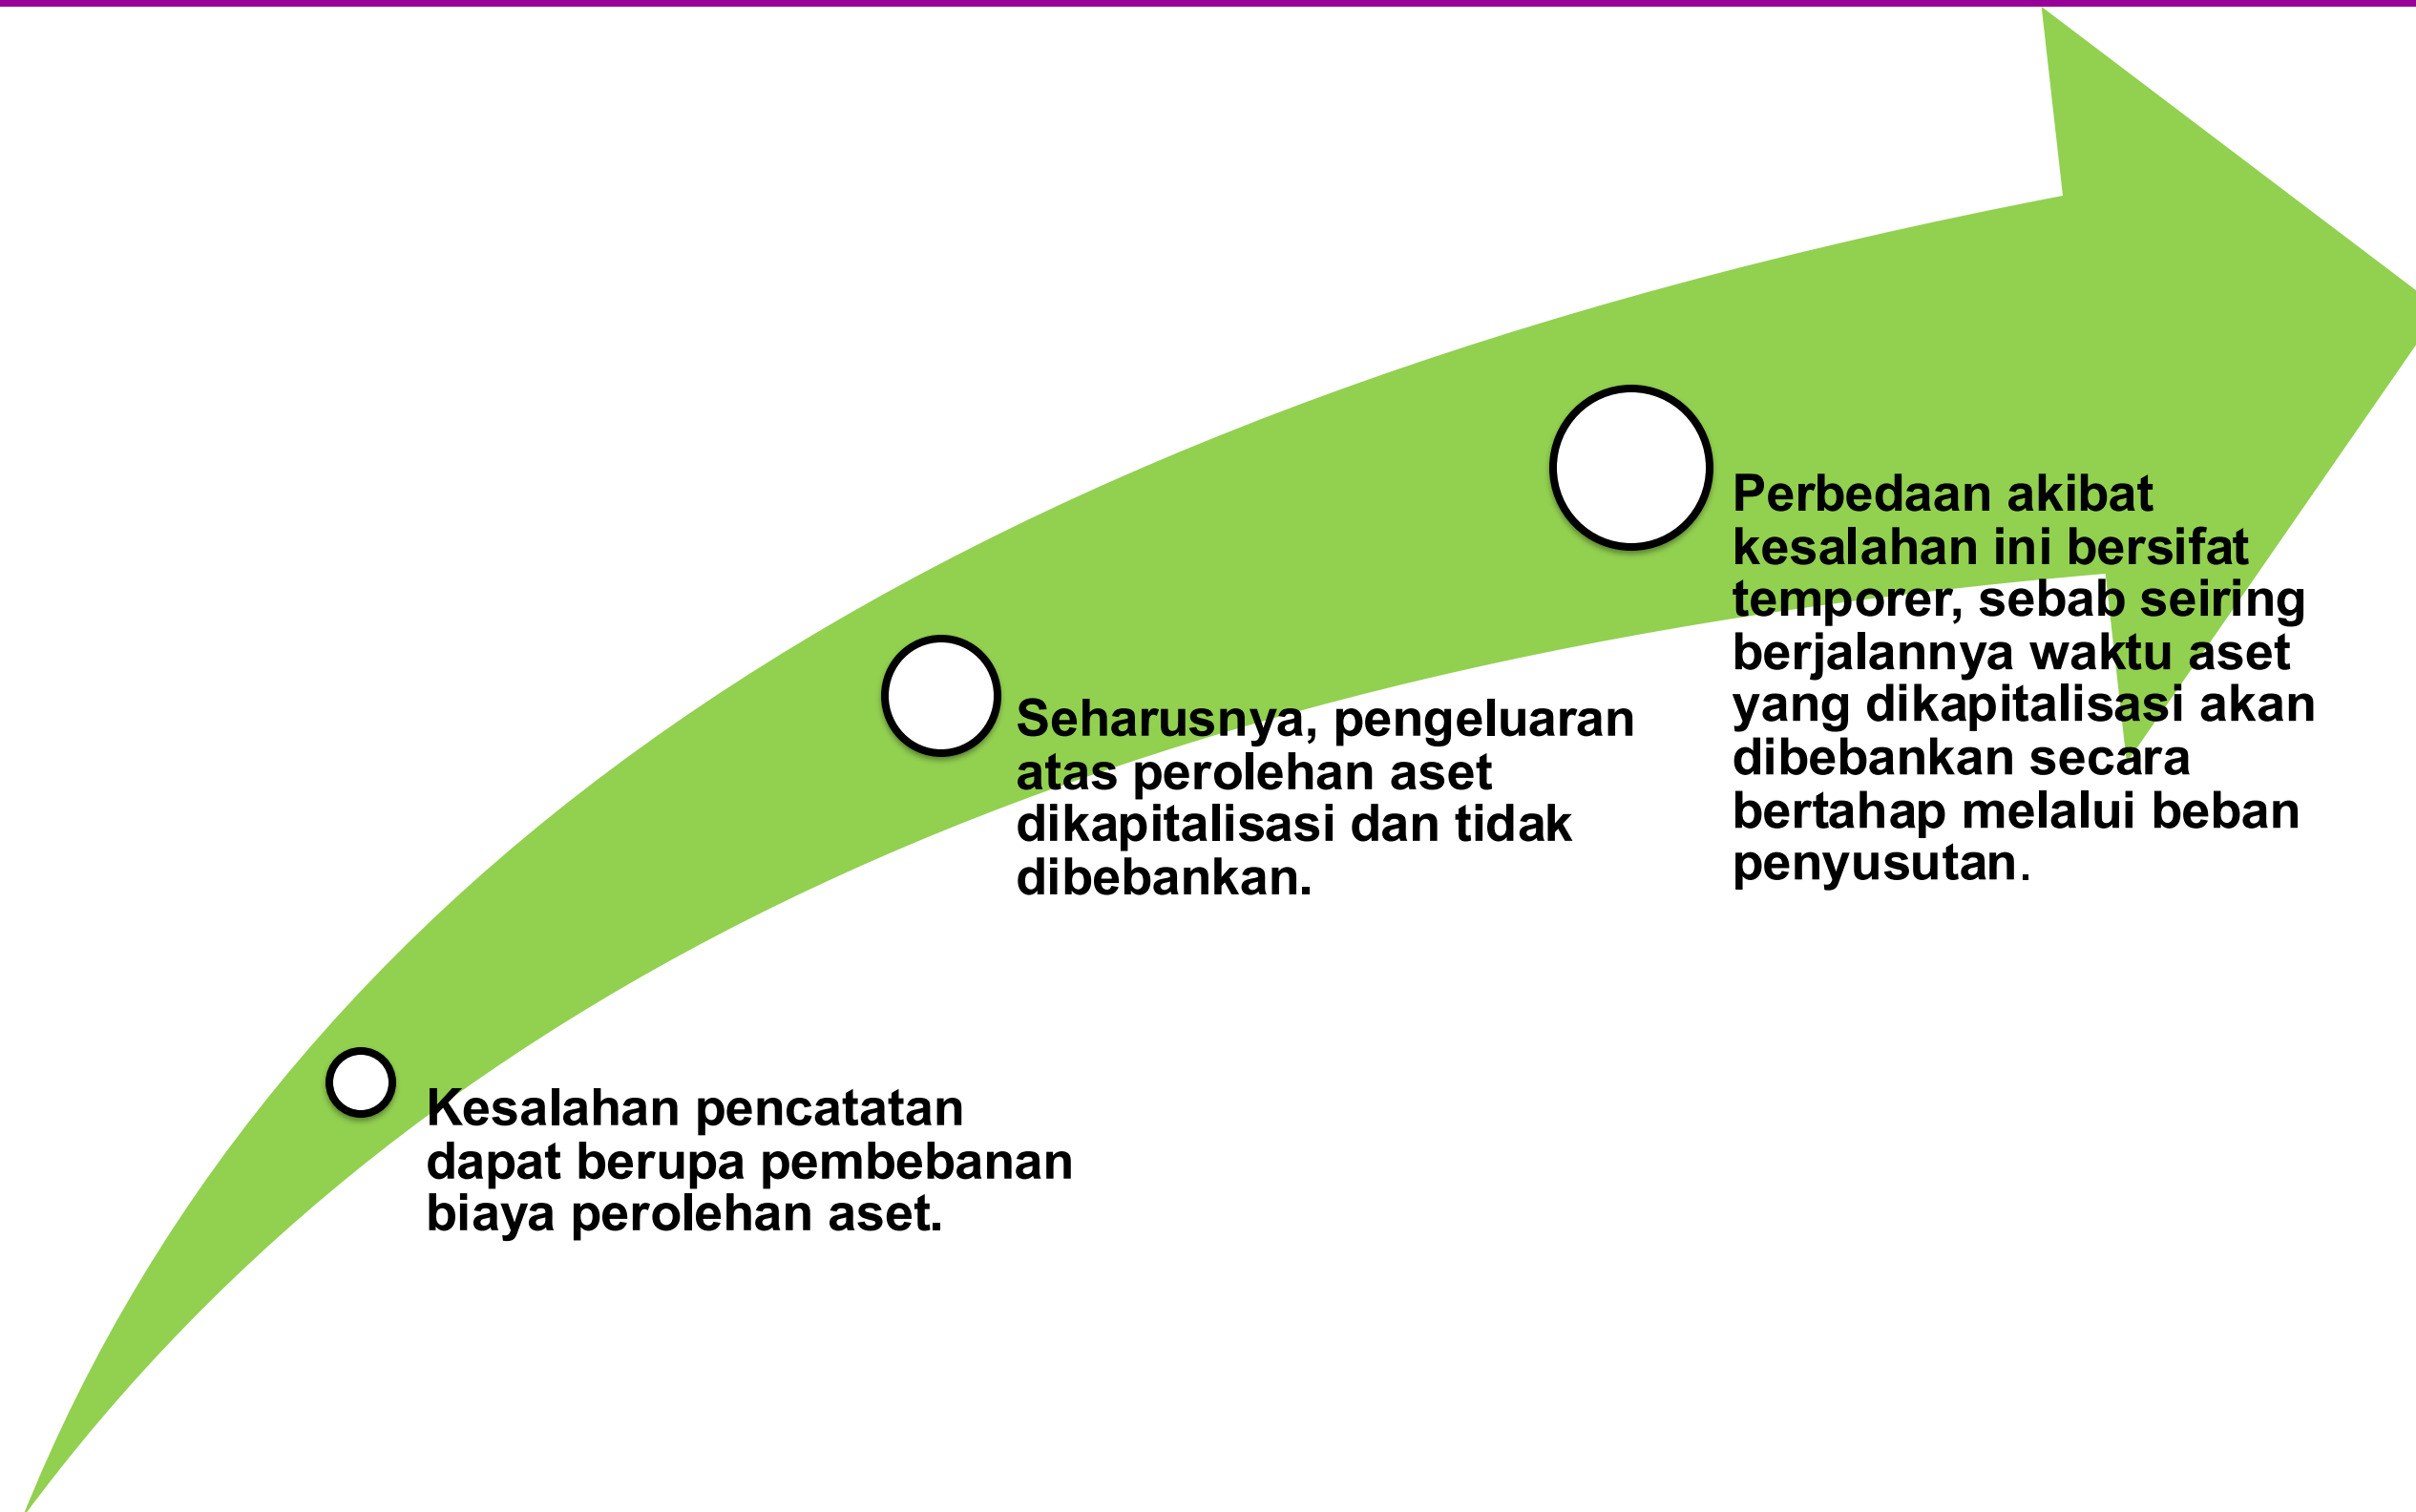 Kesalahan pencatatan
dapat berupa pembebanan
biaya perolehan aset.
Seharusnya, pengeluaran
atas perolehan aset
dikapitalisasi dan tidak
dibebankan.
Perbedaan akibat
kesalahan ini bersifat
temporer, sebab seiring
berjalannya waktu aset
yang dikapitalisasi akan
dibebankan secara
bertahap melalui beban
penyusutan.